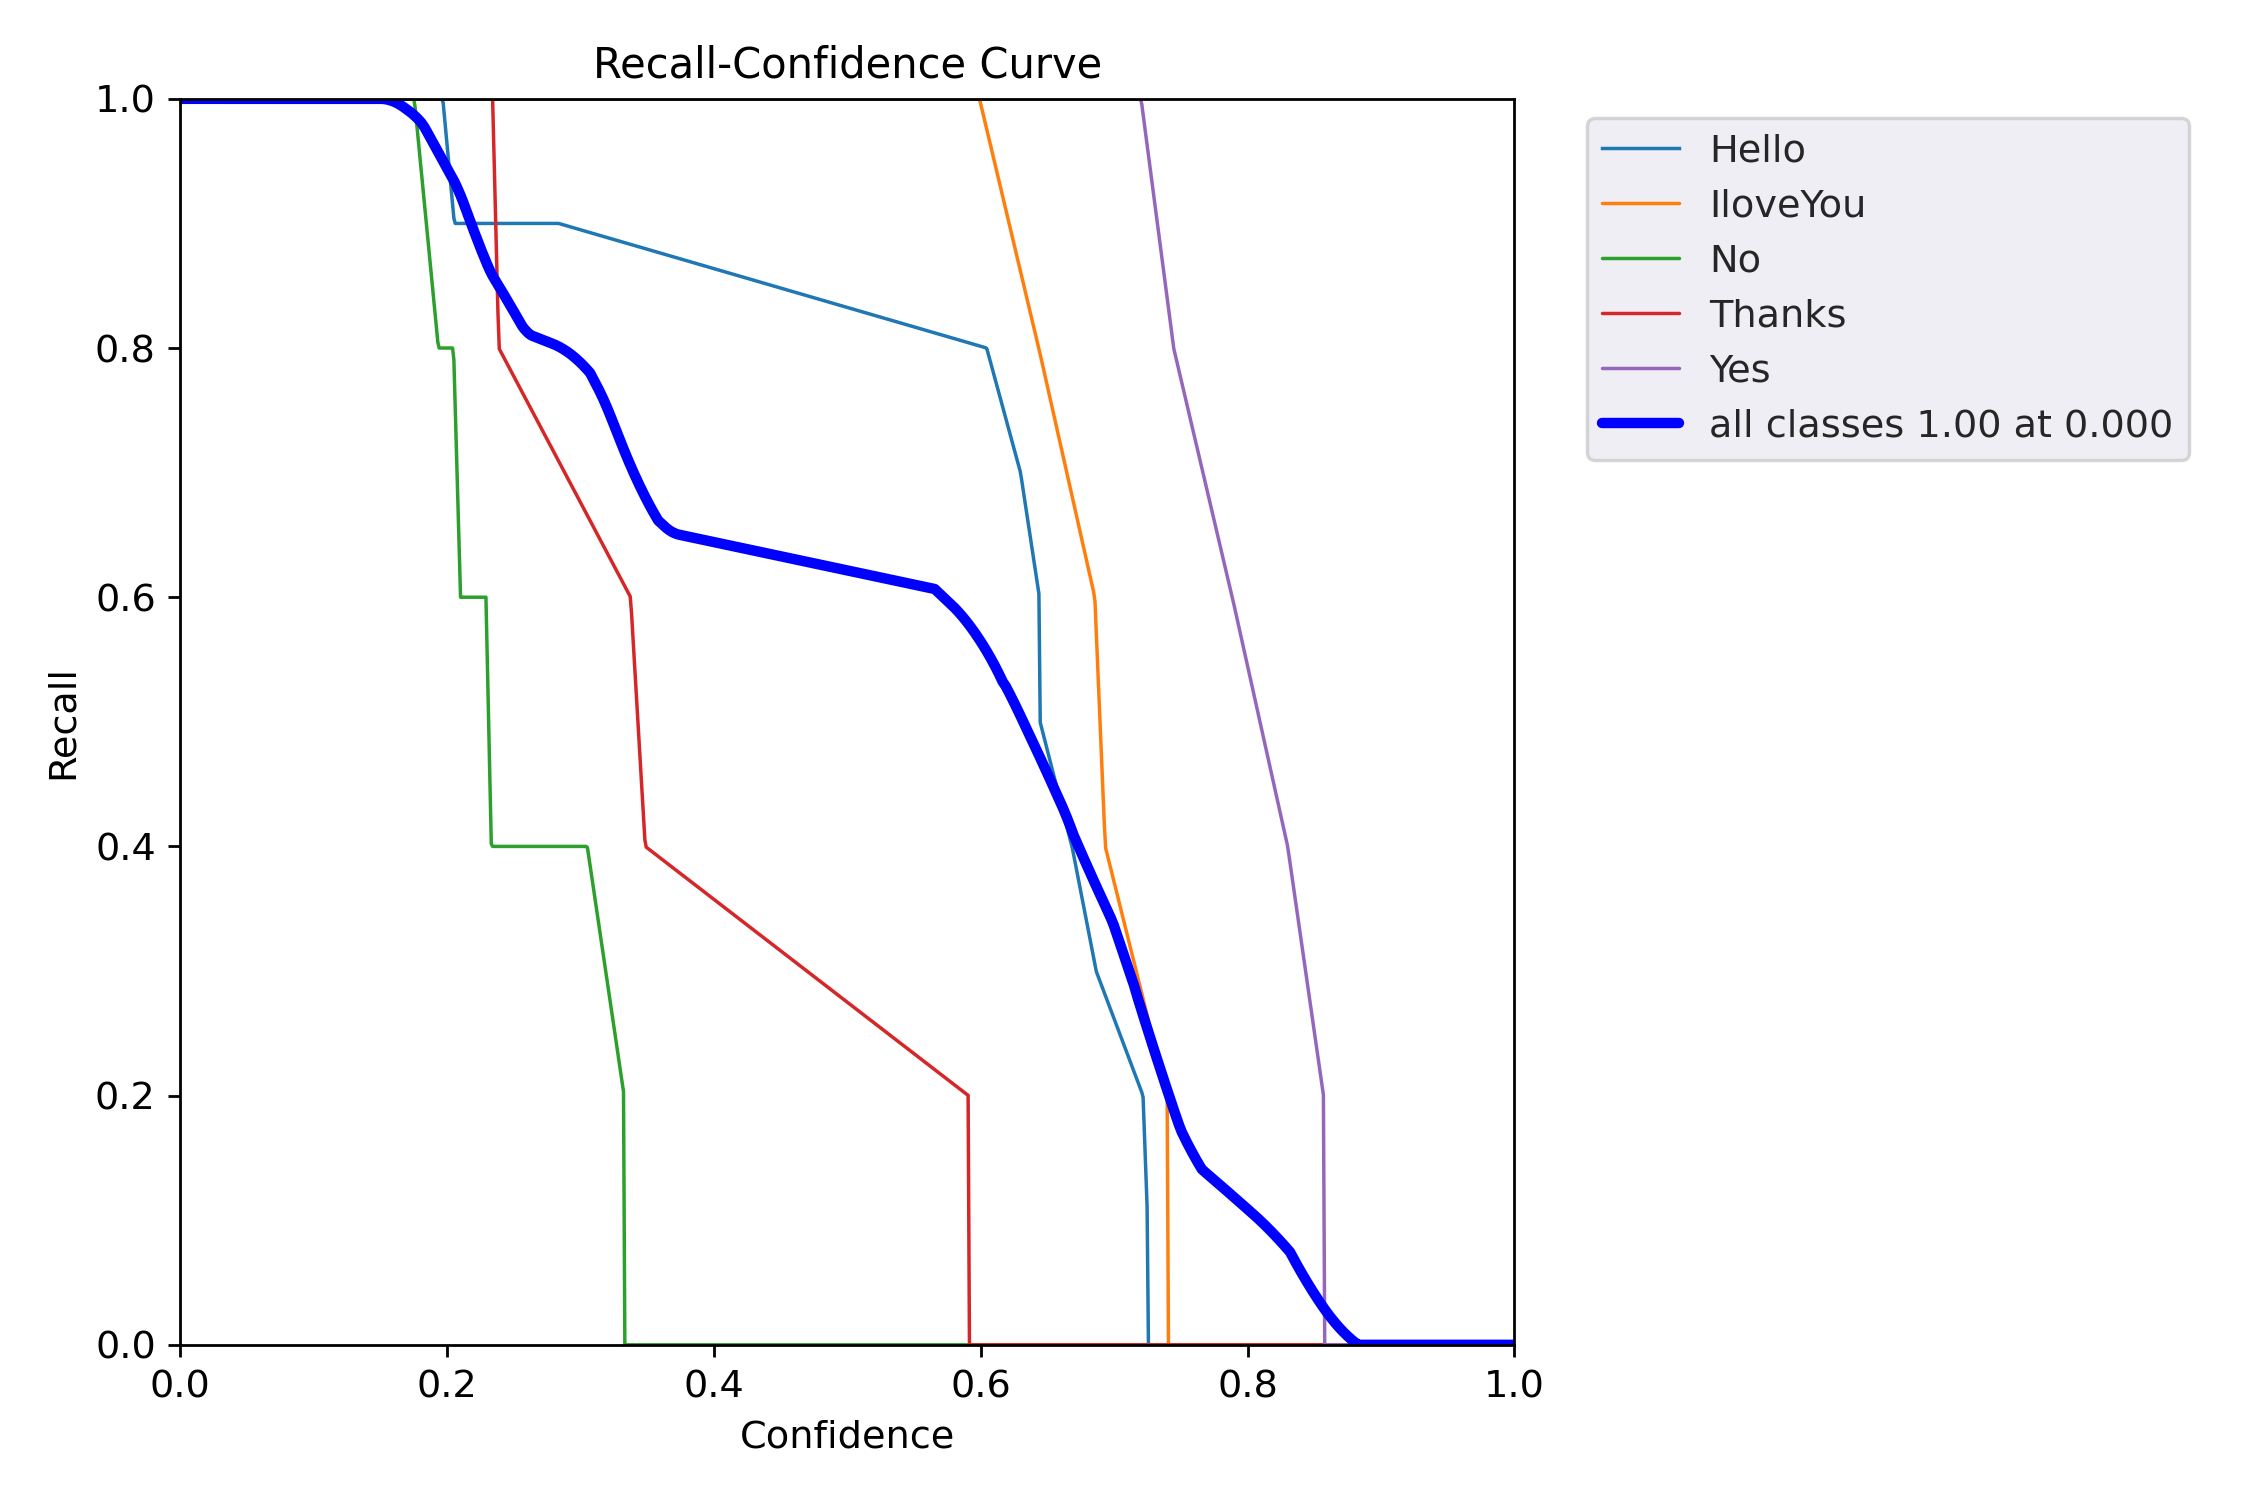 Recall-Confidence Curve
1.0
0.8
0.6
0.4
0.2
0.0
Recall
0.0 0.2 0.4 0.6 0.8 1.0
Confidence
Hello
IloveYou
No
Thanks
Yes
all classes 1.00 at 0.000